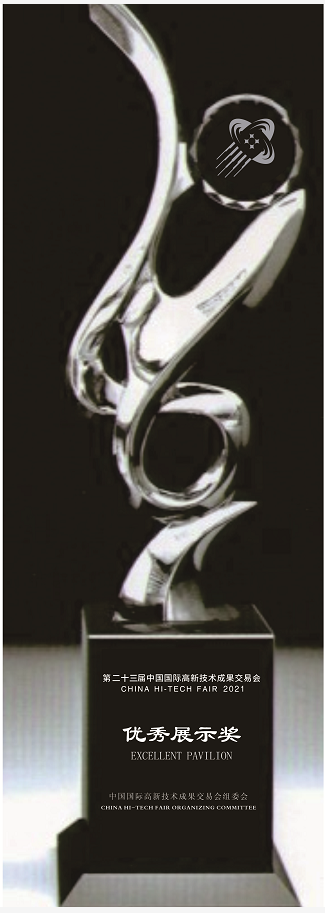 第二十三届中国国际高新技术成果交易会
CHINA HI-TECH FAIR 2021
优秀展示奖
EXCELLENT PAVILION
中国国际高新技术成果交易会组委会
CHINA HI-TECH FAIR ORGANIZING COMMITTEE